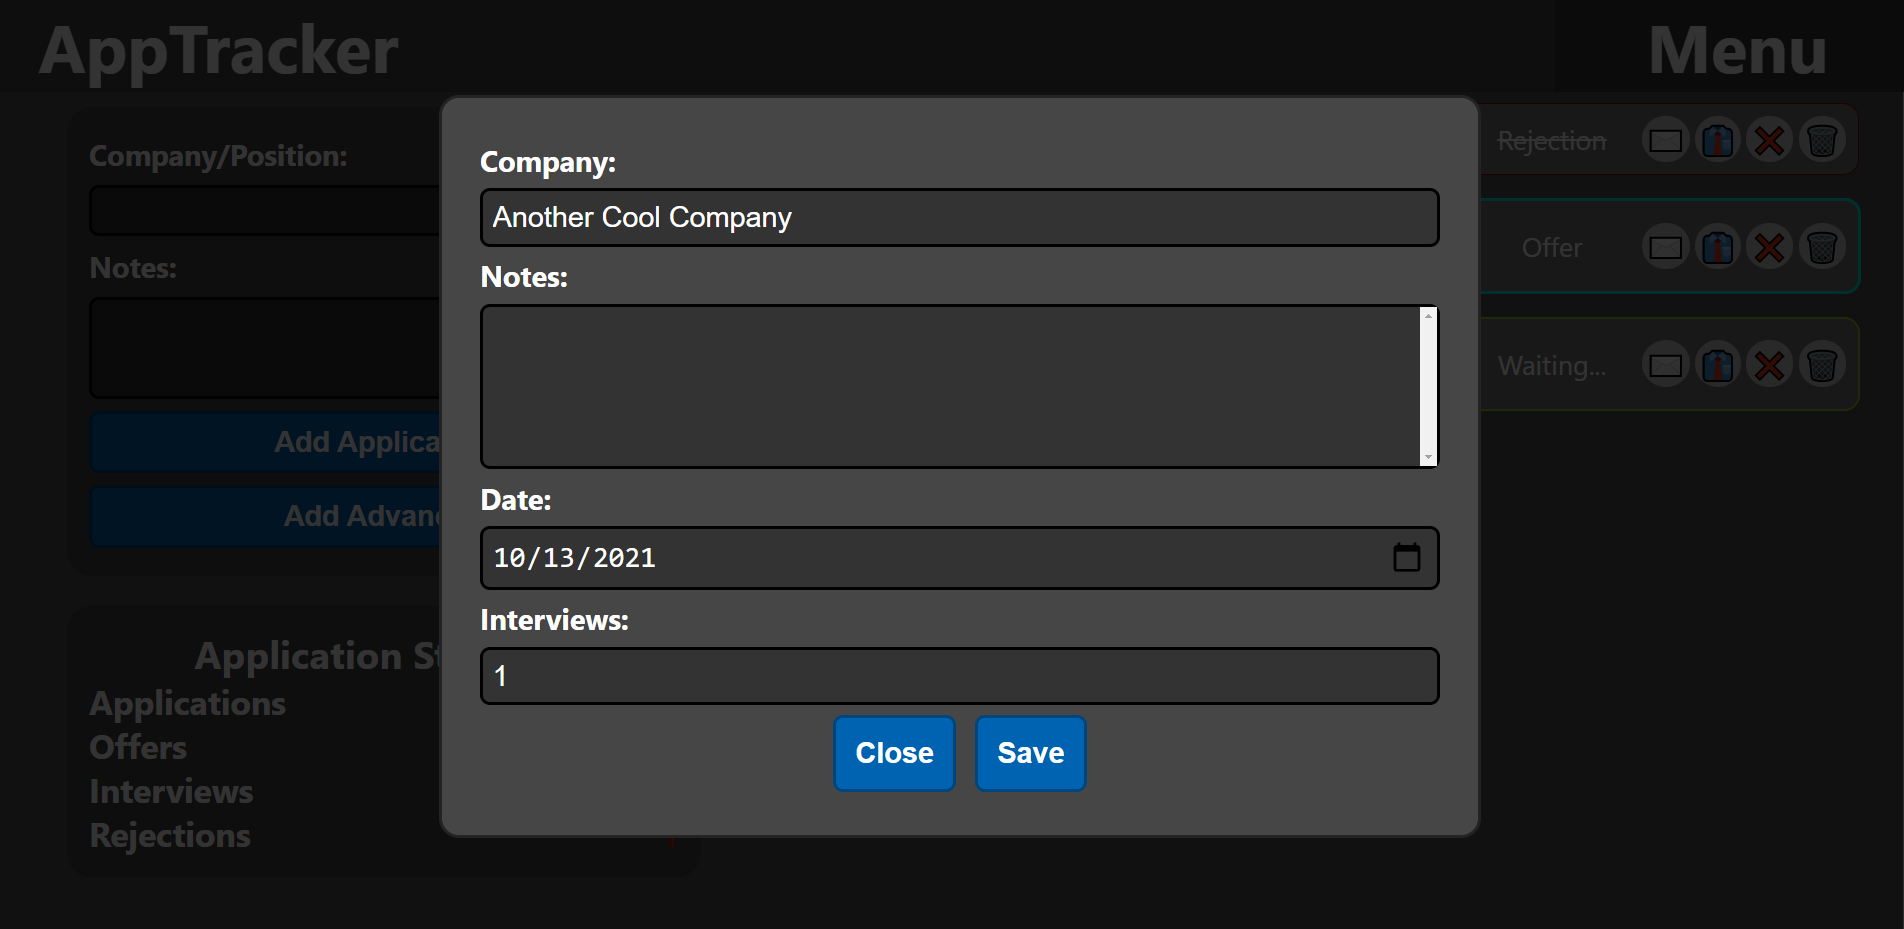 AppTracker
Menu
Company/Position:
Notes:
Add Applica
Add Advan
Application St
Applications
Offers
Interviews
Rejections
Company:
Another Cool Company
Notes:
Date:
10/13/2021
Interviews:
1
Close
Save
Rejection
Offer
Waiting...